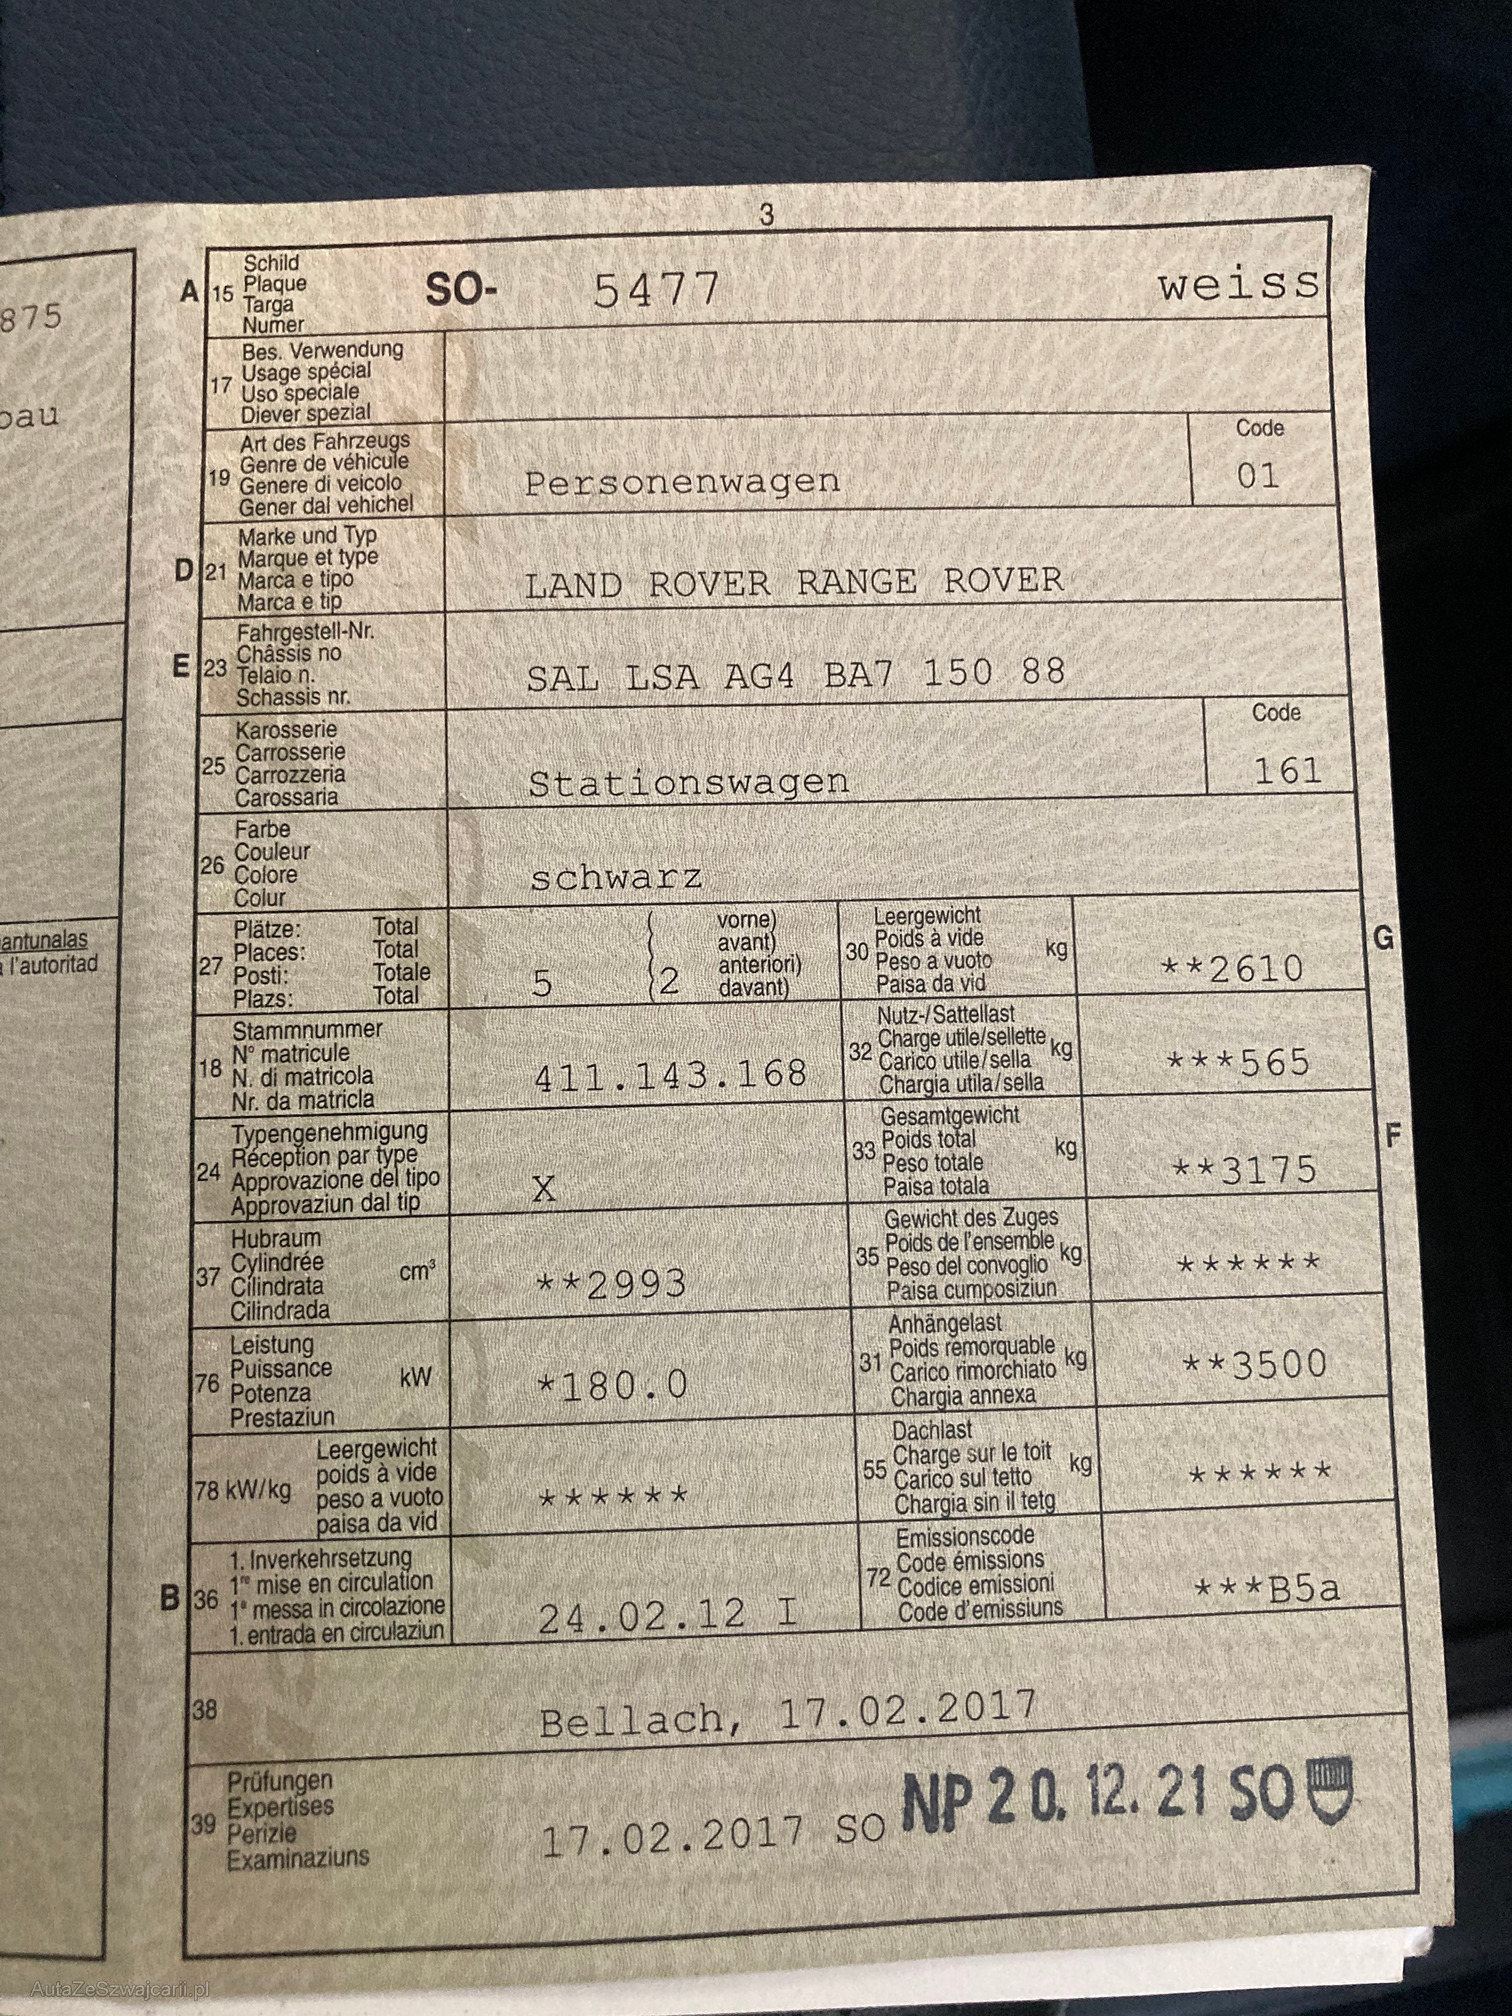 3
A 15 Schild
Plaque
Targa
Numer
SO- 5477 weiss
17 Bes. Verwendung
Usage spécial
Uso speciale
Diever spezial
19 Art des Fahrzeugs
Genre de véhicule
Genere di veicolo
Gener dal vehichel
Personenwagen
Code
01
D 21 Marke und Typ
Marque et type
Marca e tipo
Marca e tip
LAND ROVER RANGE ROVER
E 23 Fahrgestell-Nr.
Châssis no
Telaio n.
Schassis nr.
SAL LSA AG4 BA7 150 88
25 Karosserie
Carrosserie
Carrozzeria
Carossaria
Stationswagen
Code
161
26 Farbe
Couleur
Colore
Colur
schwarz
27 Plätze: Total
Places: Total
Posti: Totale
Plazs: Total
5
2
vorne)
avant)
anteriori)
davant)
30 Leergewicht
Poids à vide
Peso a vuoto
Paisa da vid
kg
**2610
G
18 Stammnummer
N° matricule
N. di matricola
Nr. da matricla
411.143.168
32 Nutz-/Sattellast
Charge utile/sellette
Carico utile/sella
Chargia utila/sella
kg
***565
24 Typengenehmigung
Réception par type
Approvazione del tipo
Approvaziun dal tip
X
33 Gesamtgewicht
Poids total
Peso totale
Paisa totala
kg
**3175
F
37 Hubraum
Cylindrée
Cilindrata
Cilindrada
cm³
**2993
35 Gewicht des Zuges
Poids de l'ensemble
Peso del convoglio
Paisa cumposiziun
kg
******
76 Leistung
Puissance
Potenza
Prestaziun
kW
*180.0
31 Anhängelast
Poids remorquable
Carico rimorchiato
Chargia annexa
kg
**3500
78 kW/kg
Leergewicht
poids à vide
peso a vuoto
paisa da vid
******
55 Dachlast
Charge sur le toit
Carico sul tetto
Chargia sin il tetg
kg
******
B 36 1. Inverkehrsetzung
1re mise en circulation
1a messa in circolazione
1. entrada en circulaziun
24.02.12 I
72 Emissionscode
Code émissions
Codice emissioni
Code d'emissiuns
***B5a
38
Bellach, 17.02.2017
39 Prüfungen
Expertises
Perizie
Examinaziuns
17.02.2017 SO
NP 20.12.21 SO
875
bau
antunalas
l'autoritad
AutaZeSzwajcarii.pl